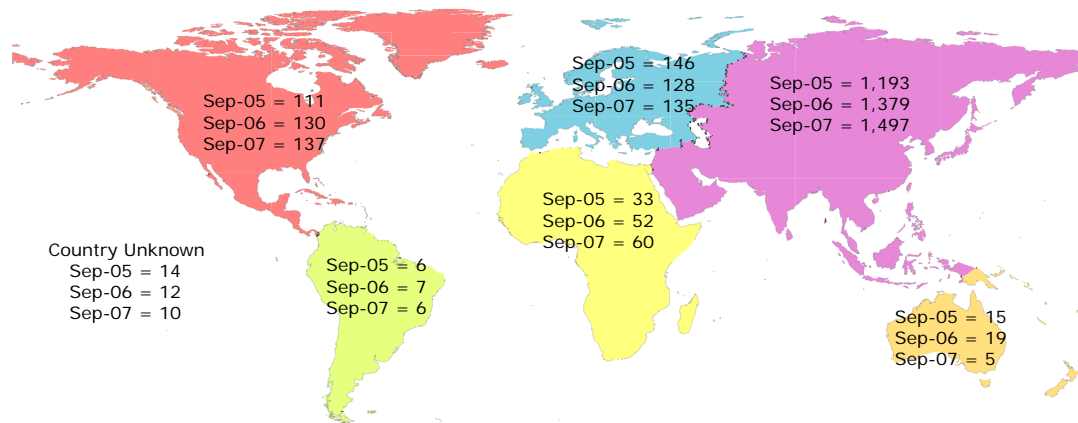 Sep-05 = 111
Sep-06 = 130
Sep-07 = 137
Sep-05 = 146
Sep-06 = 128
Sep-07 = 135
Sep-05 = 1,193
Sep-06 = 1,379
Sep-07 = 1,497
Sep-05 = 33
Sep-06 = 52
Sep-07 = 60
Country Unknown
Sep-05 = 14
Sep-06 = 12
Sep-07 = 10
Sep-05 = 6
Sep-06 = 7
Sep-07 = 6
Sep-05 = 15
Sep-06 = 19
Sep-07 = 5